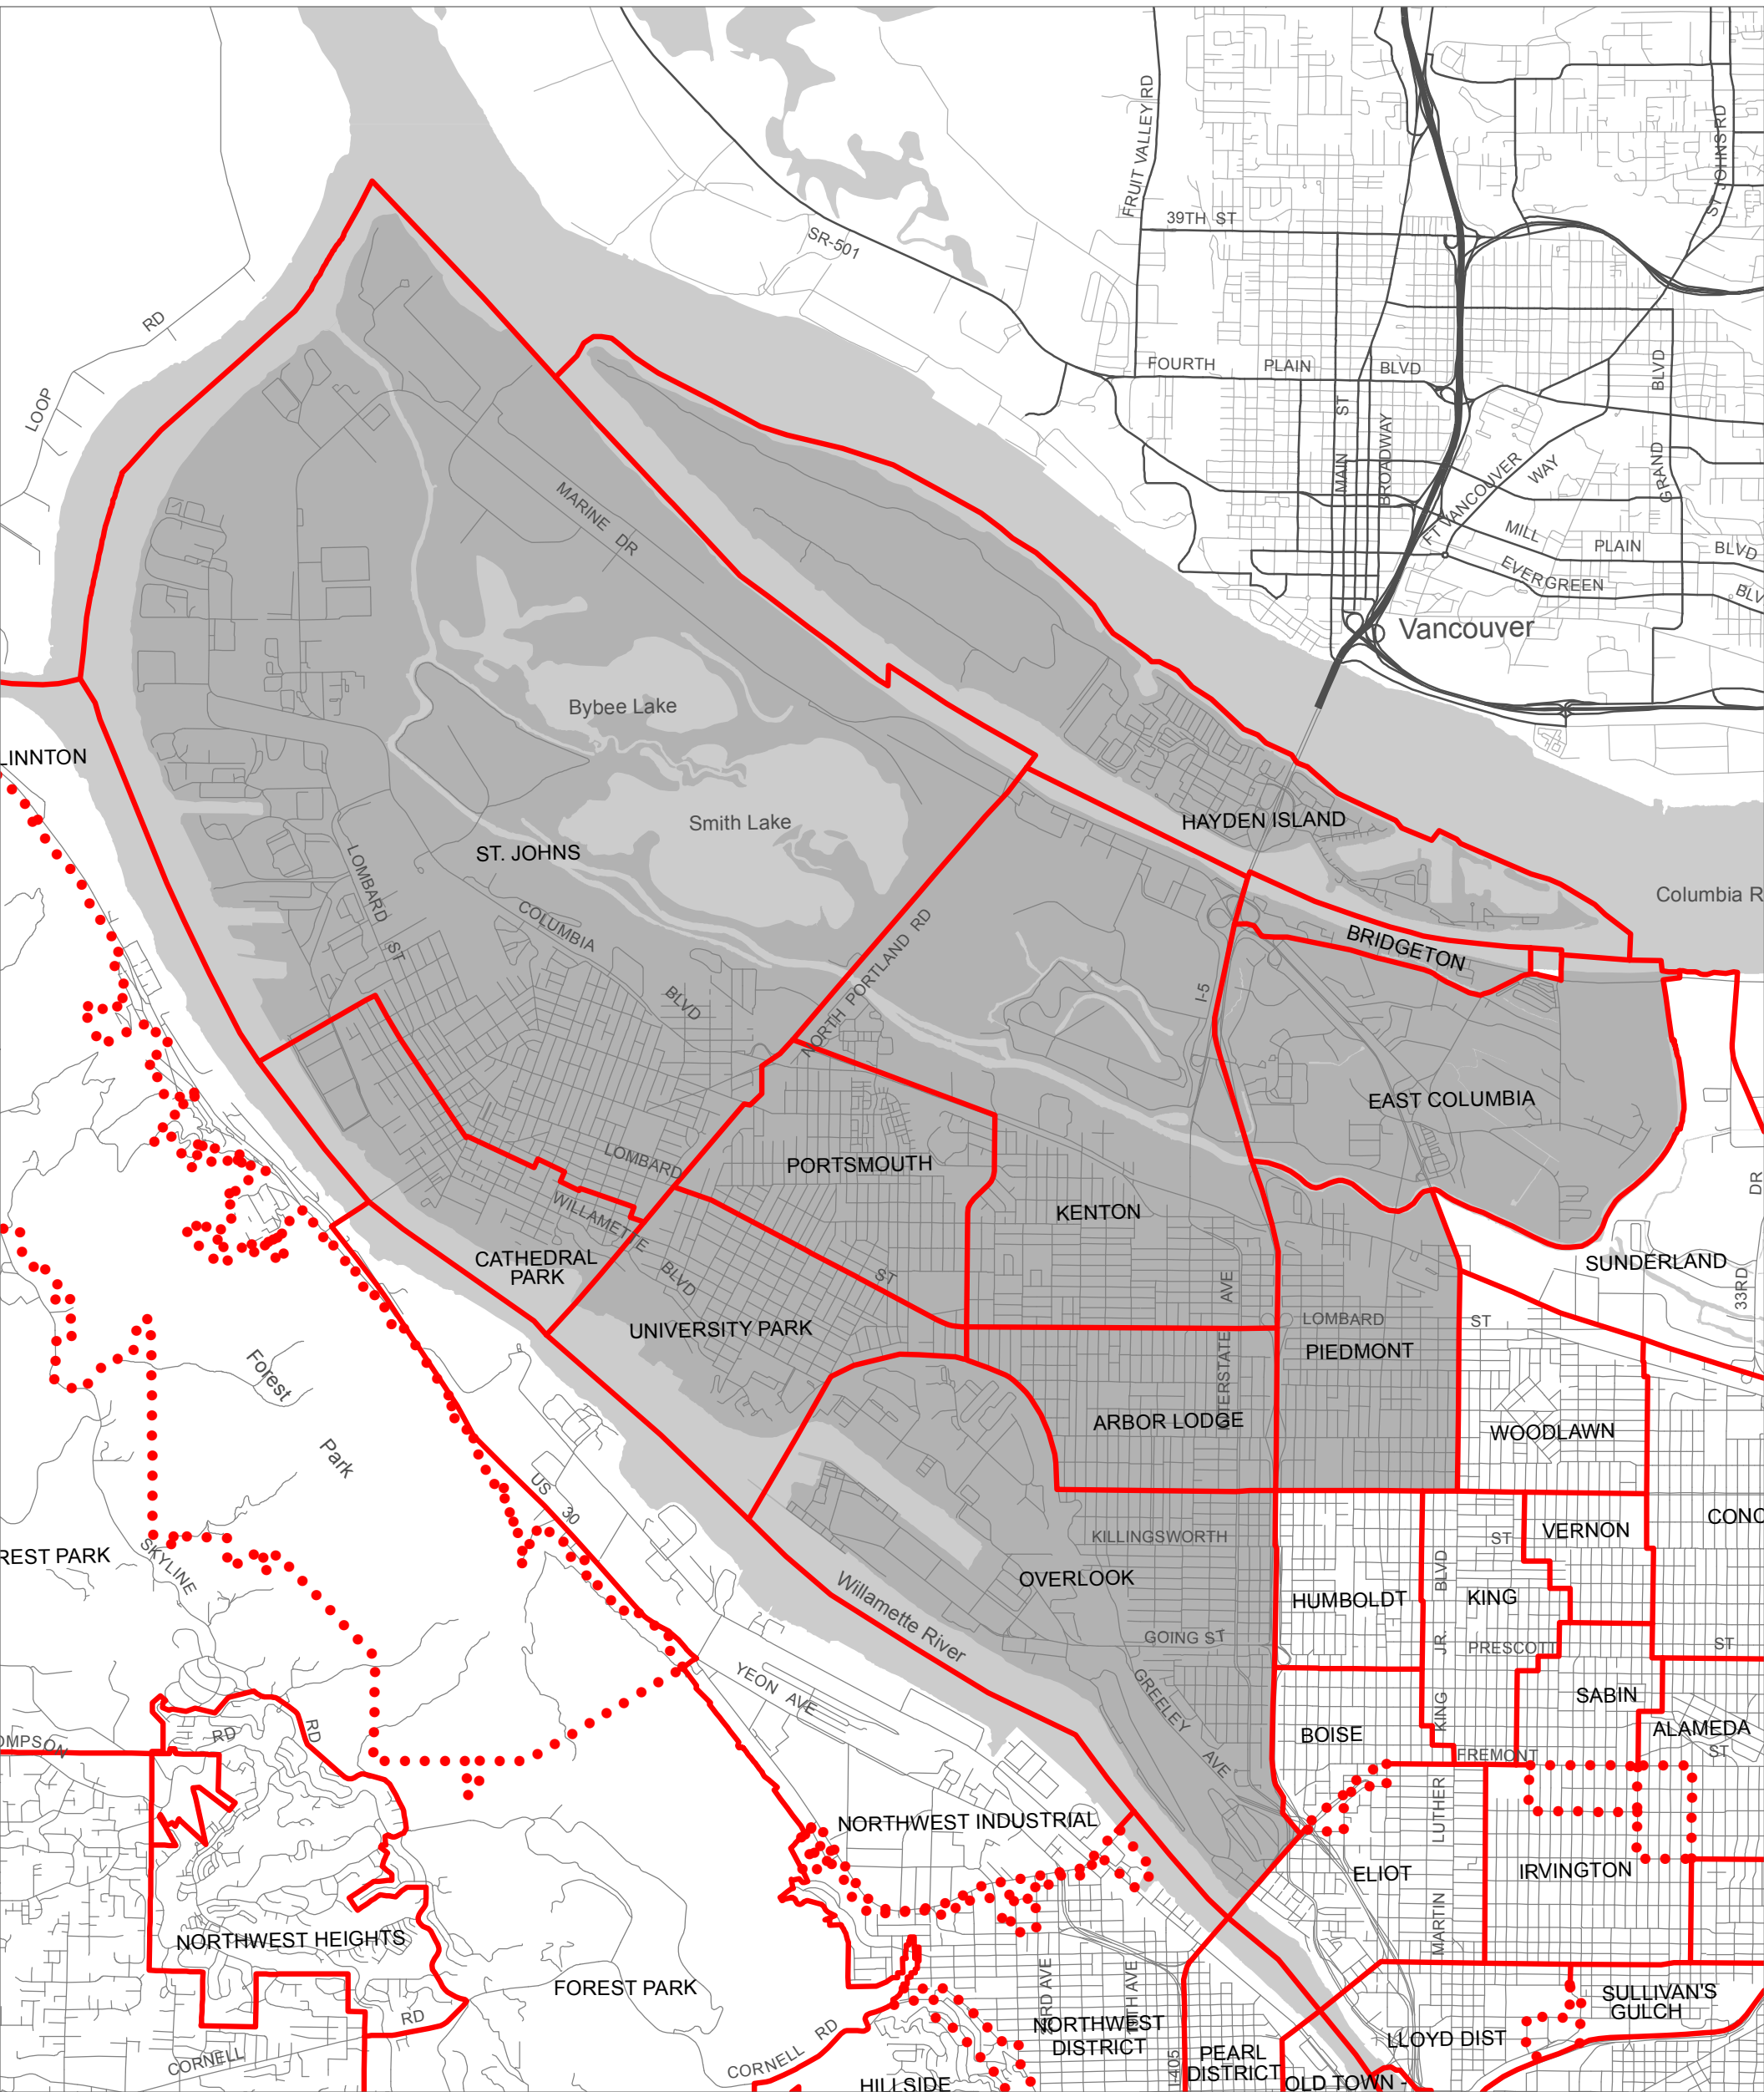 FRUIT VALLEY RD
ST JOHNS RD
39TH ST
SR-501
RD
LOOP
FOURTH PLAIN BLVD
BLVD
GRAND
MAIN ST
BROADWAY
FT VANCOUVER WAY
MILL PLAIN BLVD
EVERGREEN BLV
Vancouver
MARINE DR
Bybee Lake
LINNTON
Smith Lake
HAYDEN ISLAND
ST. JOHNS
LOMBARD ST
Columbia R
COLUMBIA BLVD
NORTH PORTLAND RD
BRIDGETON
I-5
EAST COLUMBIA
LOMBARD
PORTSMOUTH
KENTON
DR
WILLAMETTE BLVD
CATHEDRAL
PARK
SUNDERLAND
33RD
ST
AVE
INTERSTATE
LOMBARD ST
UNIVERSITY PARK
PIEDMONT
Forest
Park
ARBOR LODGE
WOODLAWN
US 30
CONC
KILLINGSWORTH ST
VERNON
REST PARK
SKYLINE
OVERLOOK
Willamette River
HUMBOLDT
BLVD
KING
GOING ST
J.R.
PRESCOTT ST
YEON AVE
GREELEY AVE
SABIN
KING
RD
RD
OMPSON
BOISE
ALAMEDA
FREMONT ST
NORTHWEST INDUSTRIAL
LUTHER
ELIOT
IRVINGTON
MARTIN
NORTHWEST HEIGHTS
FOREST PARK
RD
CORNELL
CORNELL RD
NORTHWEST
DISTRICT
I-405
PEARL
DISTRICT
LLOYD DIST
SULLIVAN'S
GULCH
HILLSIDE
OLD TOWN -